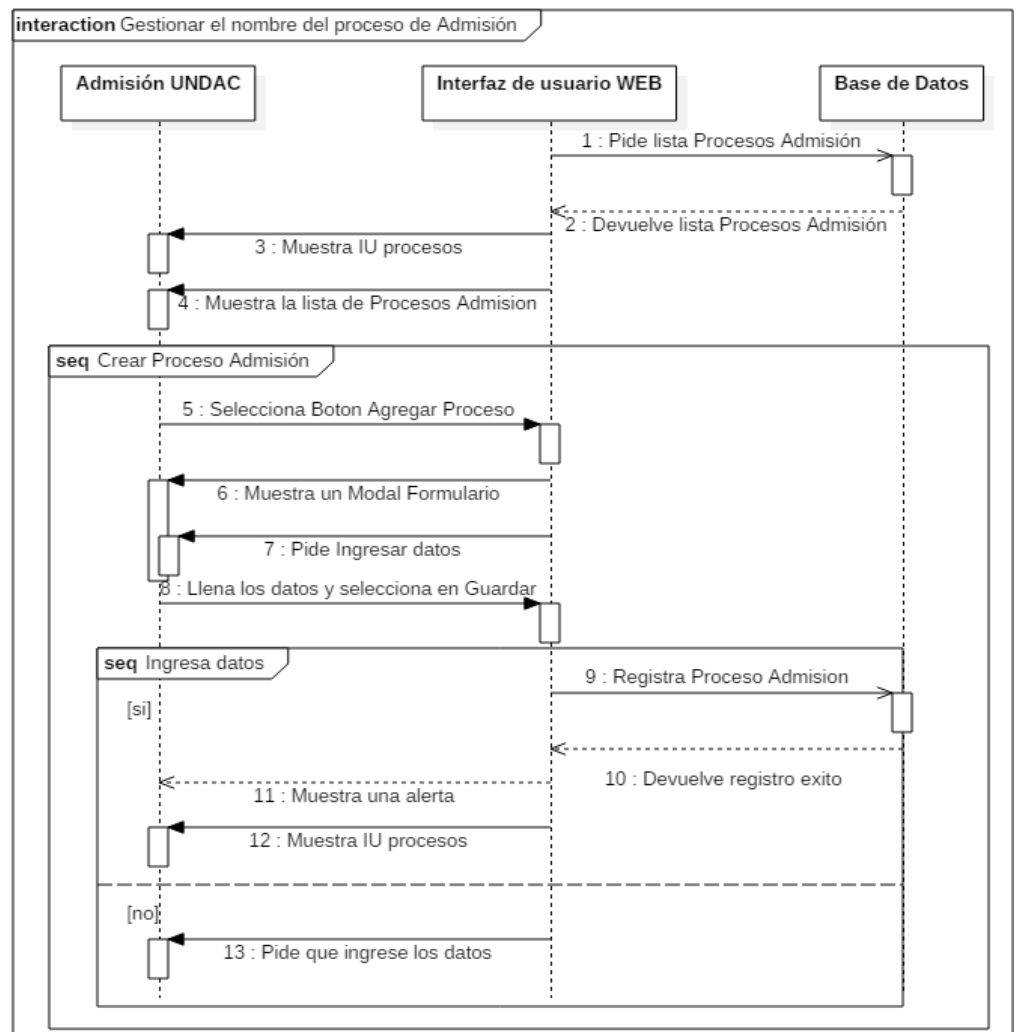 interaction Gestionar el nombre del proceso de Admisión
Admisión UNDAC
Interfaz de usuario WEB
Base de Datos
1 : Pide lista Procesos Admisión
2 : Devuelve lista Procesos Admisión
3 : Muestra IU procesos
4 : Muestra la lista de Procesos Admision
seq Crear Proceso Admisión
5 : Selecciona Boton Agregar Proceso
6 : Muestra un Modal Formulario
7 : Pide Ingresar datos
8 : Llena los datos y selecciona en Guardar
seq Ingresa datos
9 : Registra Proceso Admision
[si]
10 : Devuelve registro exito
11 : Muestra una alerta
12 : Muestra IU procesos
[no]
13 : Pide que ingrese los datos